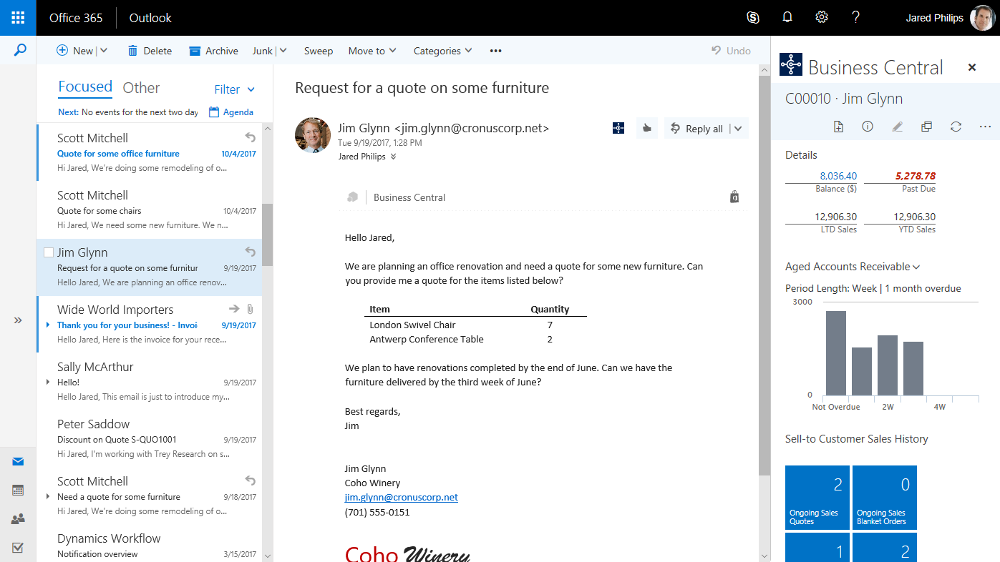 Office 365 Outlook
Jared Philips
New
Delete
Archive
Junk
Sweep
Move to
Categories
Undo
Focused
Other
Filter
Next: No events for the next two day
Agenda
Scott Mitchell
Quote for some office furniture 10/4/2017
Hi Jared, We're doing some remodeling of o...
Scott Mitchell
Quote for some chairs 10/4/2017
Hi Jared, We need some new furniture. We n...
Jim Glynn
Request for a quote on some furnitur 9/19/2017
Hello Jared, We are planning an office renov...
Wide World Importers
Thank you for your business! - Invoi 9/19/2017
Hello Jared, Here is the invoice for your rece...
Sally McArthur
Hello! 9/19/2017
Hello Jared, This email is just to introduce my...
Peter Saddow
Discount on Quote S-QUO1001 9/19/2017
Hi Jared, I'm working with Trey Research on s...
Scott Mitchell
Need a quote for some furniture 9/18/2017
Hi Jared, We're doing some remodeling of o...
Dynamics Workflow
Notification overview 3/15/2017
Request for a quote on some furniture
Jim Glynn <jim.glynn@cronuscorp.net>
Tue 9/19/2017, 1:28 PM
Jared Philips
Reply all
Business Central
Hello Jared,
We are planning an office renovation and need a quote for some new furniture. Can
you provide me a quote for the items listed below?
Item Quantity
London Swivel Chair 7
Antwerp Conference Table 2
We plan to have renovations completed by the end of June. Can we have the
furniture delivered by the third week of June?
Best regards,
Jim
Jim Glynn
Coho Winery
jim.glynn@cronuscorp.net
(701) 555-0151
Coho Winery
Business Central
C00010 · Jim Glynn
Details
8,036.40 5,278.78
Balance ($) Past Due
12,906.30 12,906.30
LTD Sales YTD Sales
Aged Accounts Receivable
Period Length: Week | 1 month overdue
3000
0
Not Overdue 2W 4W
Sell-to Customer Sales History
2
Ongoing Sales
Quotes
0
Ongoing Sales
Blanket Orders
1
2